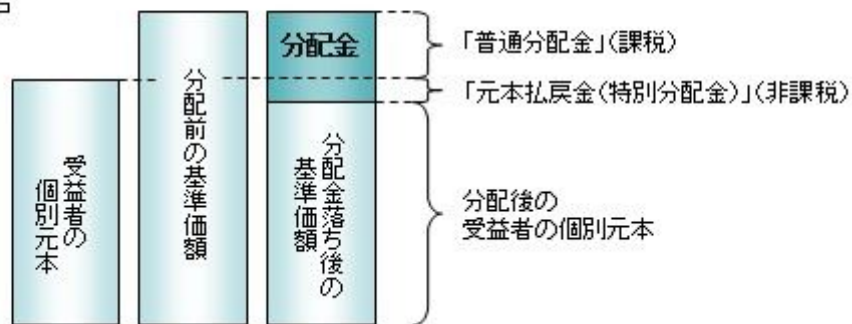 受益者の
個別元本
分配前の基準価額
分配金
分配金落ち後の
基準価額
「普通分配金」(課税)
「元本払戻金(特別分配金)」(非課税)
分配後の
受益者の個別元本